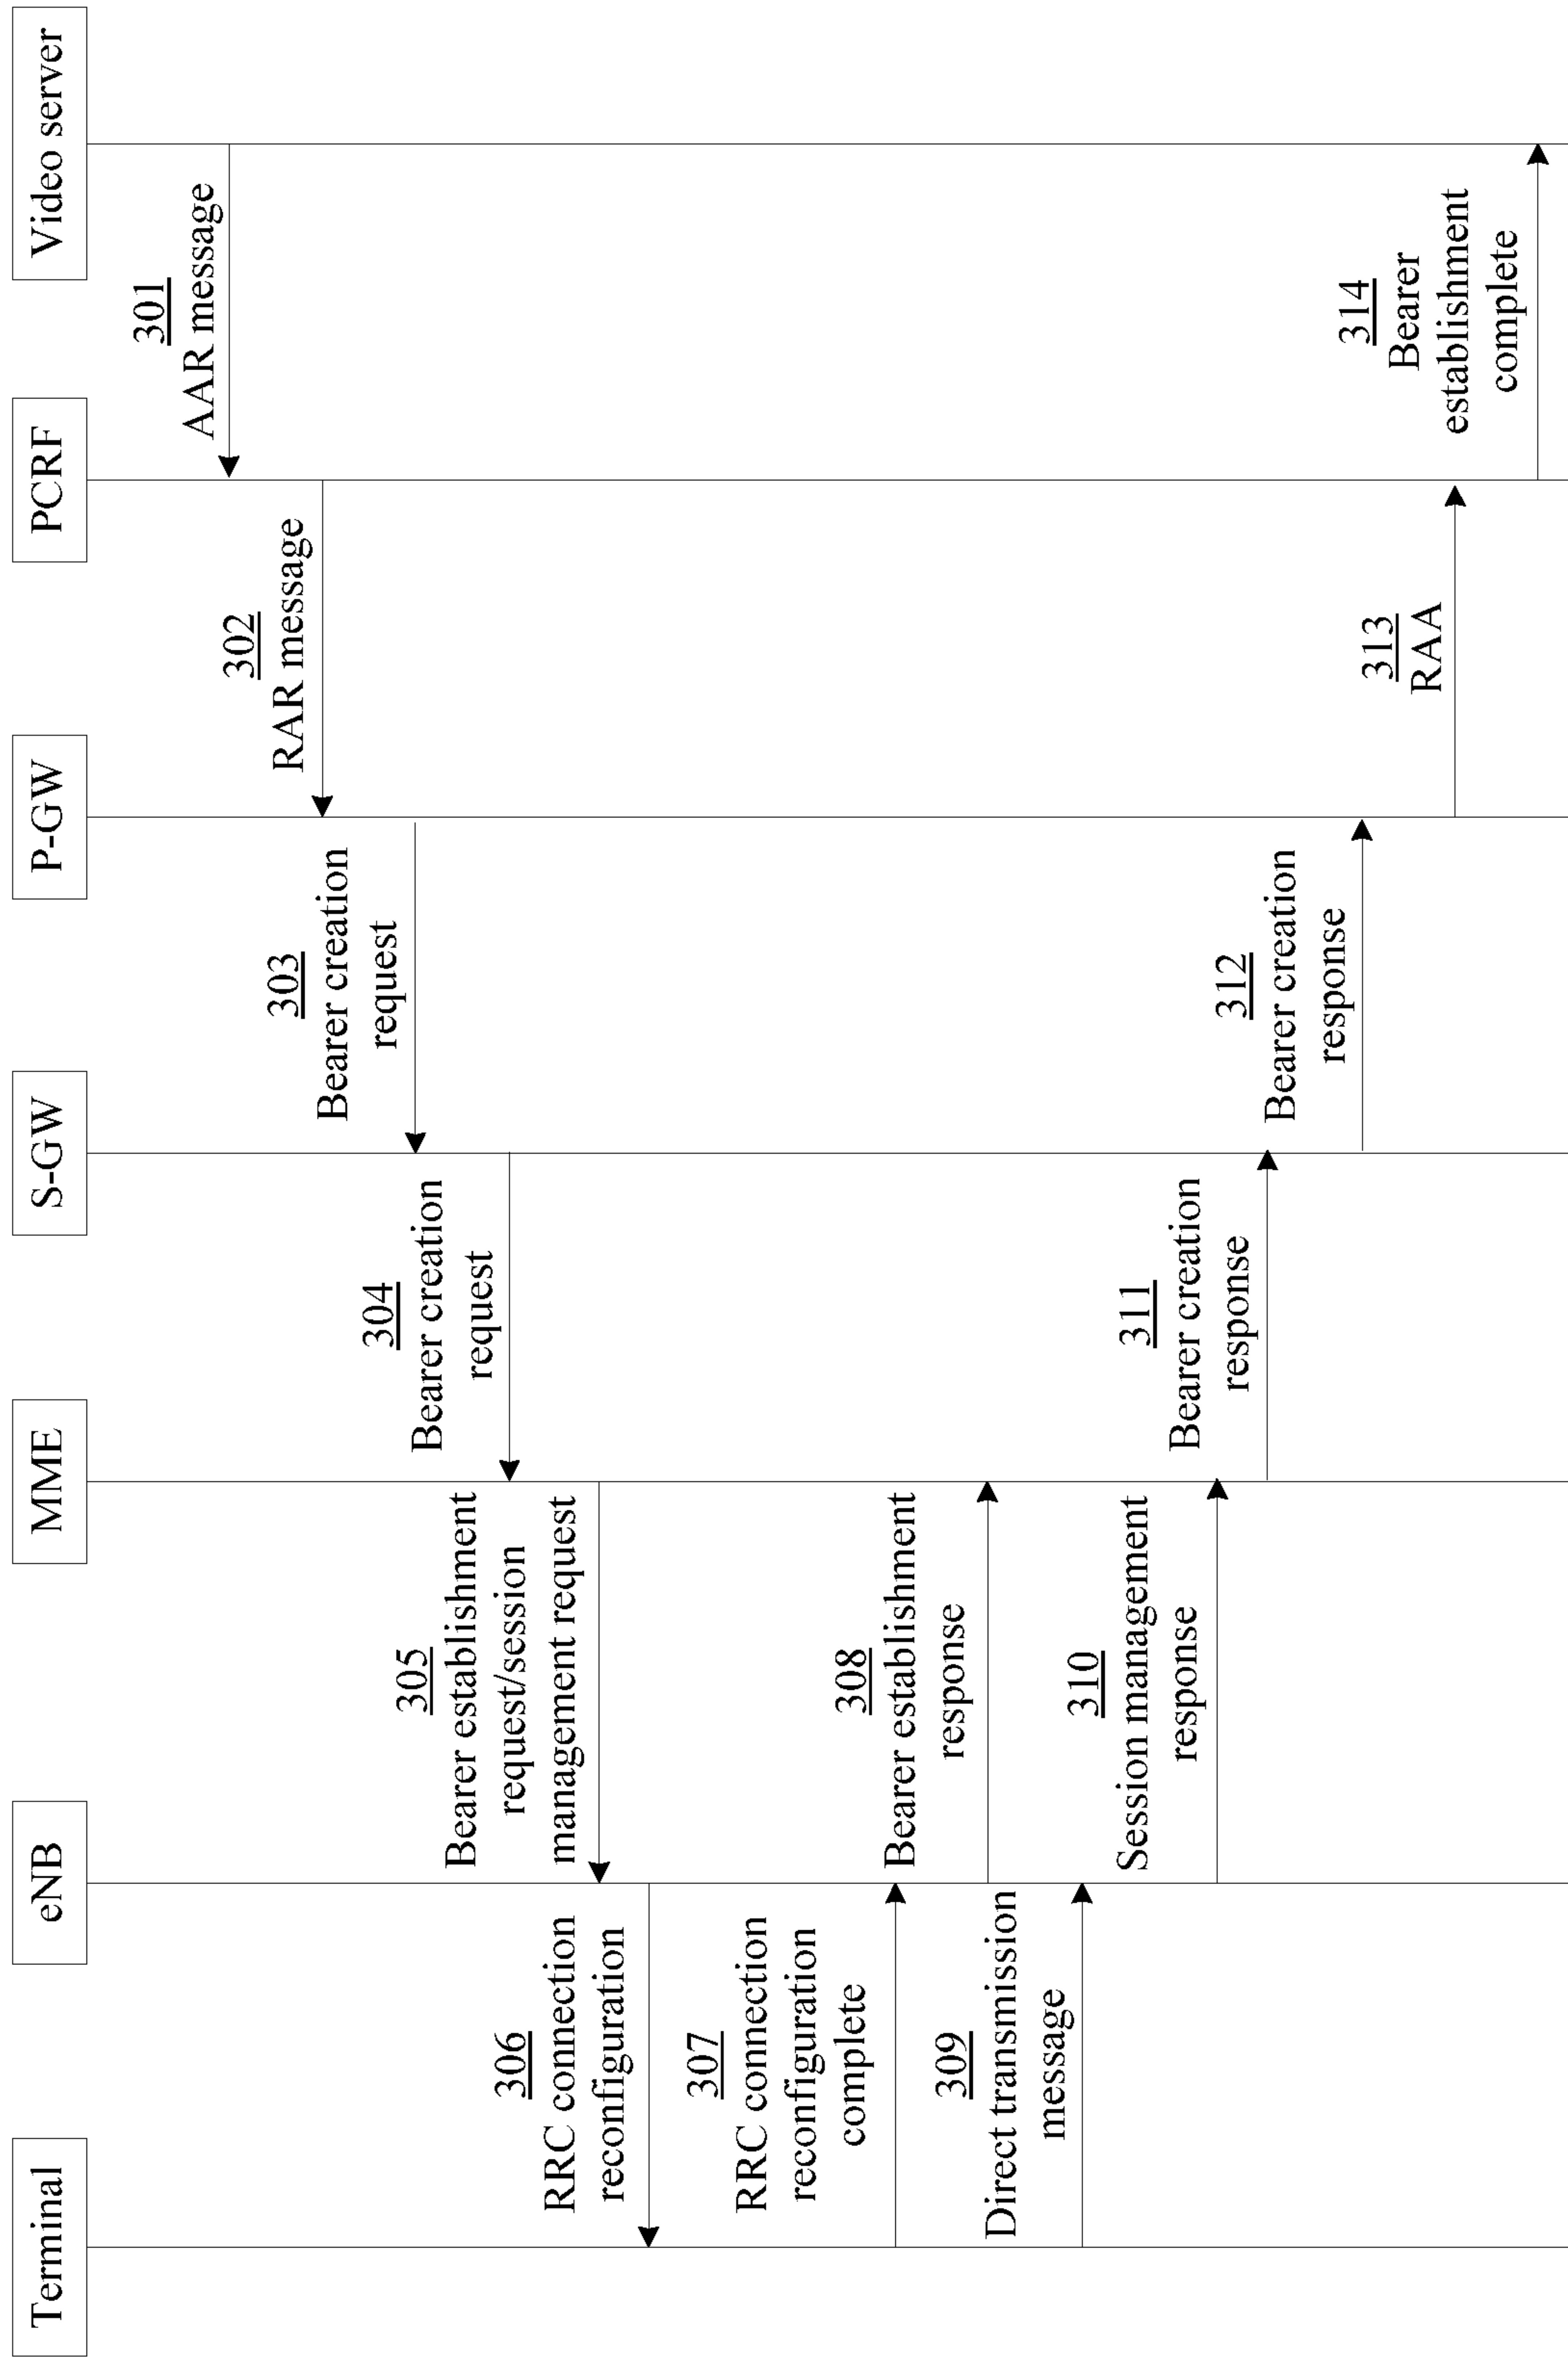 Terminal
eNB
MME
S-GW
P-GW
PCRF
Video server
301
AAR message
302
RAR message
303
Bearer creation
request
304
Bearer creation
request
305
Bearer establishment
request/session
management request
306
RRC connection
reconfiguration
307
RRC connection
reconfiguration
complete
308
Bearer establishment
response
309
Direct transmission
message
310
Session management
response
311
Bearer creation
response
312
Bearer creation
response
313
RAA
314
Bearer
establishment
complete